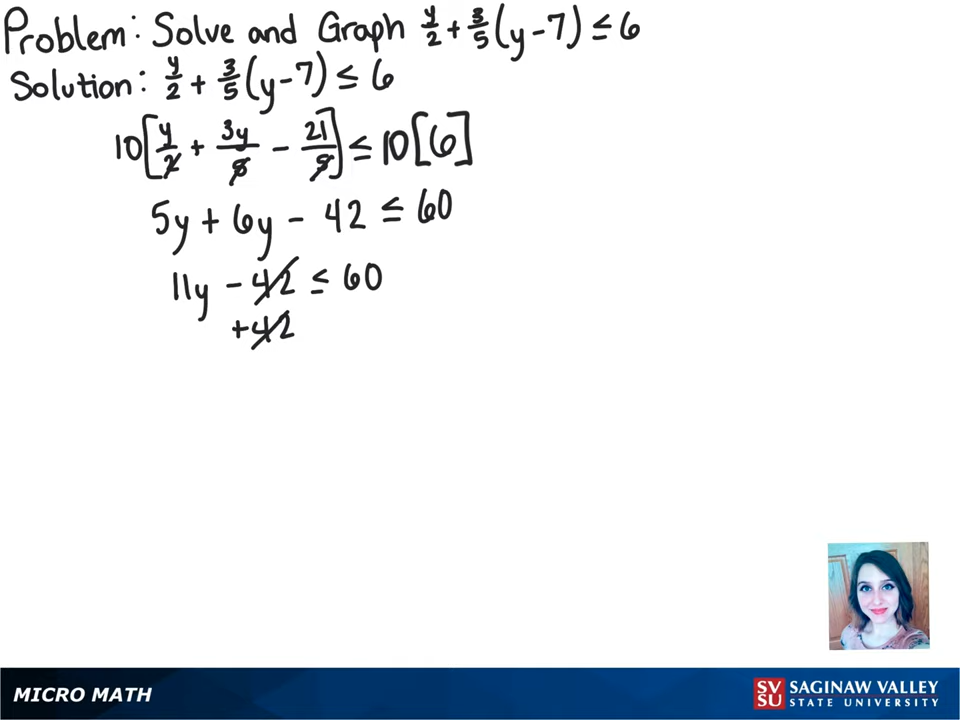 Problem: Solve and Graph y/2 + 3/5(y-7) ≤ 6
Solution: y/2 + 3/5(y-7) ≤ 6
10[y/2 + 3y/5 - 21/5] ≤ 10[6]
5y + 6y - 42 ≤ 60
11y - 42 ≤ 60
+42
MICRO MATH
SVSU SAGINAW VALLEY
STATE UNIVERSITY